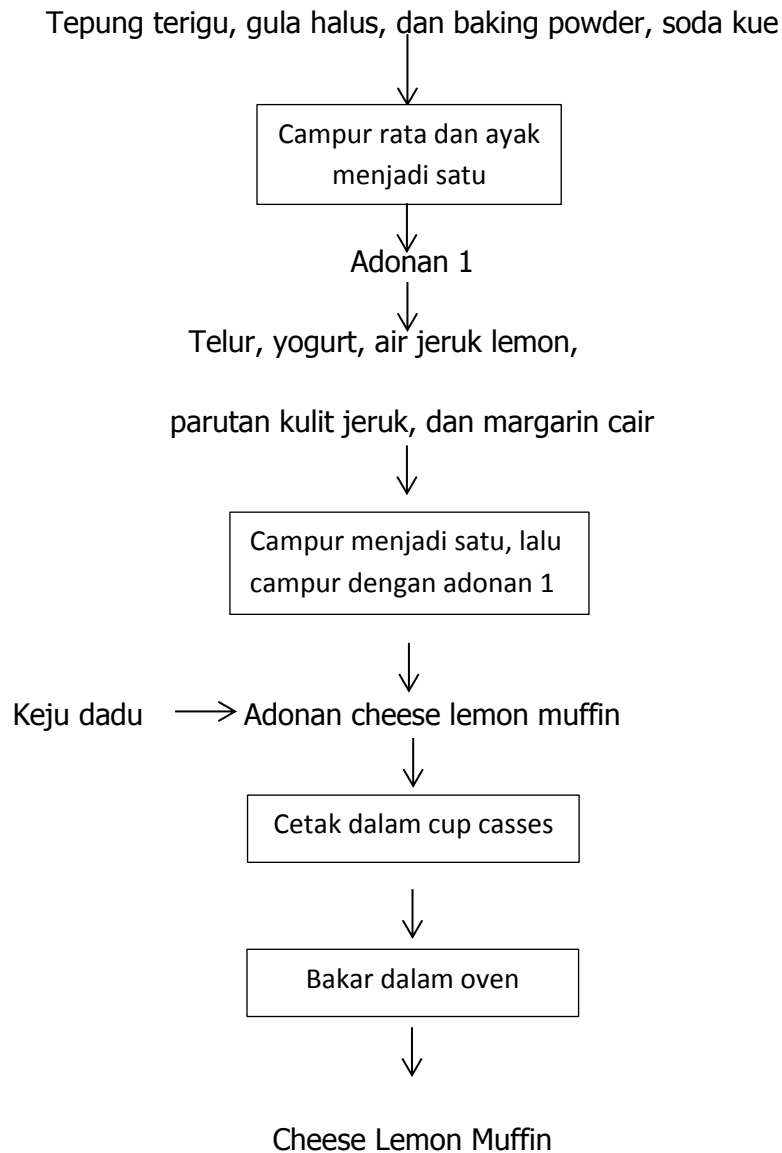 Tepung terigu, gula halus, dan baking powder, soda kue
Campur rata dan ayak
menjadi satu
Adonan 1
Telur, yogurt, air jeruk lemon,
parutan kulit jeruk, dan margarin cair
Campur menjadi satu, lalu
campur dengan adonan 1
Keju dadu
Adonan cheese lemon muffin
Cetak dalam cup casses
Bakar dalam oven
Cheese Lemon Muffin